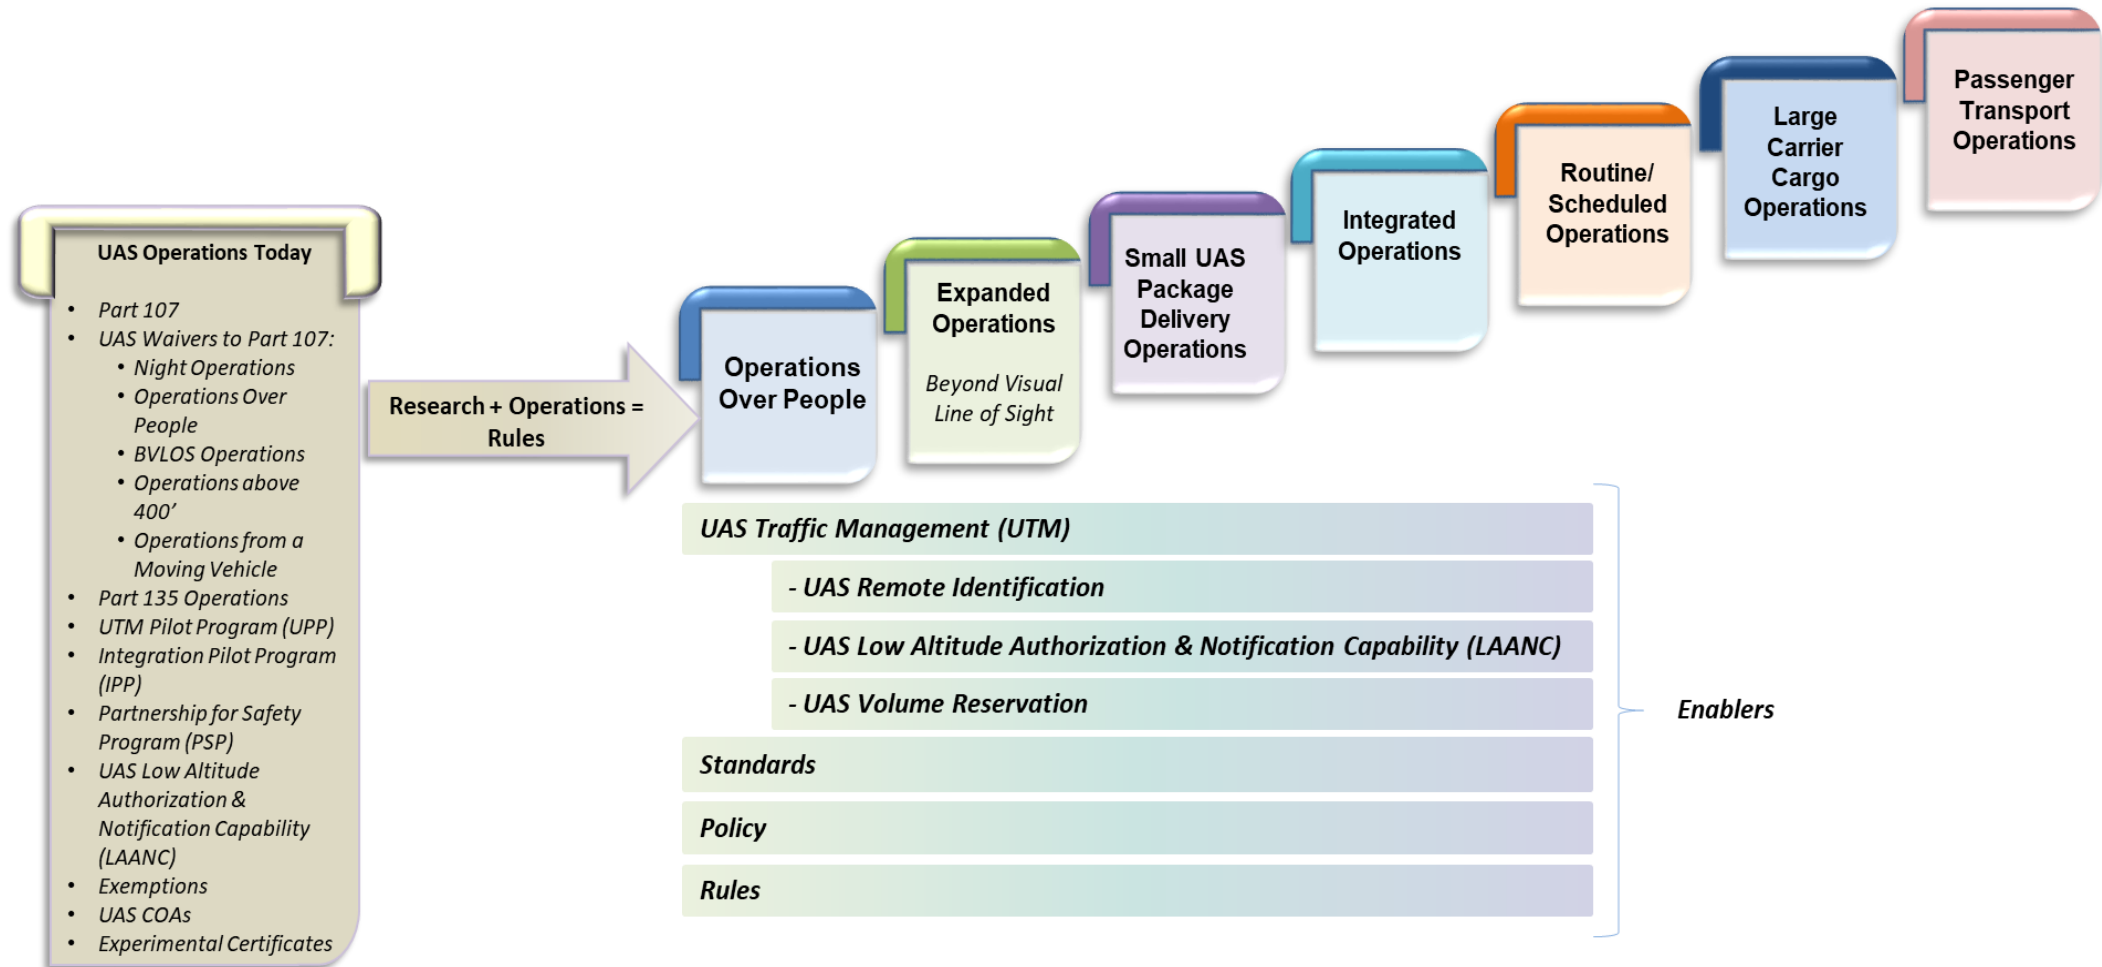 UAS Operations Today
• Part 107
• UAS Waivers to Part 107:
• Night Operations
• Operations Over
People
• BVLOS Operations
• Operations above
400’
• Operations from a
Moving Vehicle
• Part 135 Operations
• UTM Pilot Program (UPP)
• Integration Pilot Program
(IPP)
• Partnership for Safety
Program (PSP)
• UAS Low Altitude
Authorization &
Notification Capability
(LAANC)
• Exemptions
• UAS COAs
• Experimental Certificates
Research + Operations =
Rules
Operations
Over People
Expanded
Operations
Beyond Visual
Line of Sight
Small UAS
Package
Delivery
Operations
Integrated
Operations
Routine/
Scheduled
Operations
Large
Carrier
Cargo
Operations
Passenger
Transport
Operations
UAS Traffic Management (UTM)
- UAS Remote Identification
- UAS Low Altitude Authorization & Notification Capability (LAANC)
- UAS Volume Reservation
Standards
Policy
Rules
Enablers